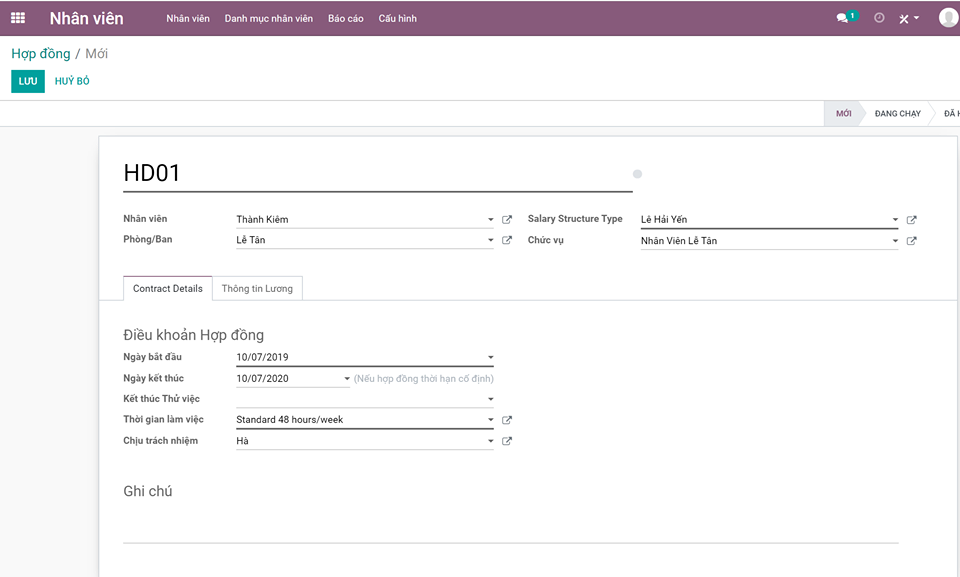 Nhân viên Nhân viên Danh mục nhân viên Báo cáo Cấu hình 1
Hợp đồng / Mới
LƯU HUỶ BỎ
MỚI ĐANG CHẠY ĐÃ
HD01
Nhân viên Thành Kiêm Salary Structure Type Lê Hải Yến
Phòng/Ban Lễ Tân Chức vụ Nhân Viên Lễ Tân
Contract Details Thông tin Lương
Điều khoản Hợp đồng
Ngày bắt đầu 10/07/2019
Ngày kết thúc 10/07/2020 (Nếu hợp đồng thời hạn cố định)
Kết thúc Thử việc
Thời gian làm việc Standard 48 hours/week
Chịu trách nhiệm Hà
Ghi chú